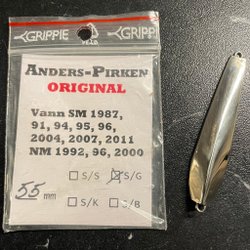 GRIPPIE GRIPPIE
ANDERS-PIRKEN
ORIGINAL
Vann SM 1987,
91, 94, 95, 96,
2004, 2007, 2011
NM 1992, 96, 2000
S/S S/G
55 mm
S/K G/B